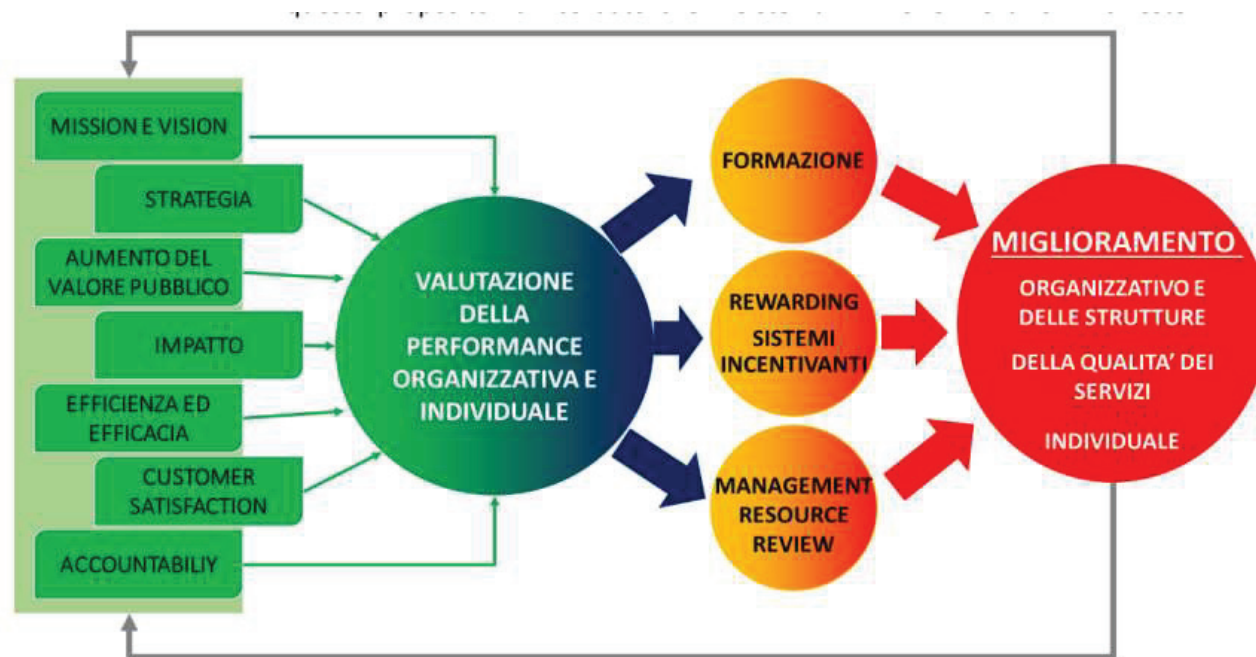 MISSION E VISION
STRATEGIA
AUMENTO DEL
VALORE PUBBLICO
IMPATTO
EFFICIENZA ED
EFFICACIA
CUSTOMER
SATISFACTION
ACCOUNTABILIY
VALUTAZIONE
DELLA
PERFORMANCE
ORGANIZZATIVA E
INDIVIDUALE
FORMAZIONE
REWARDING
SISTEMI
INCENTIVANTI
MANAGEMENT
RESOURCE
REVIEW
MIGLIORAMENTO
ORGANIZZATIVO E
DELLE STRUTTURE
DELLA QUALITA’ DEI
SERVIZI
INDIVIDUALE